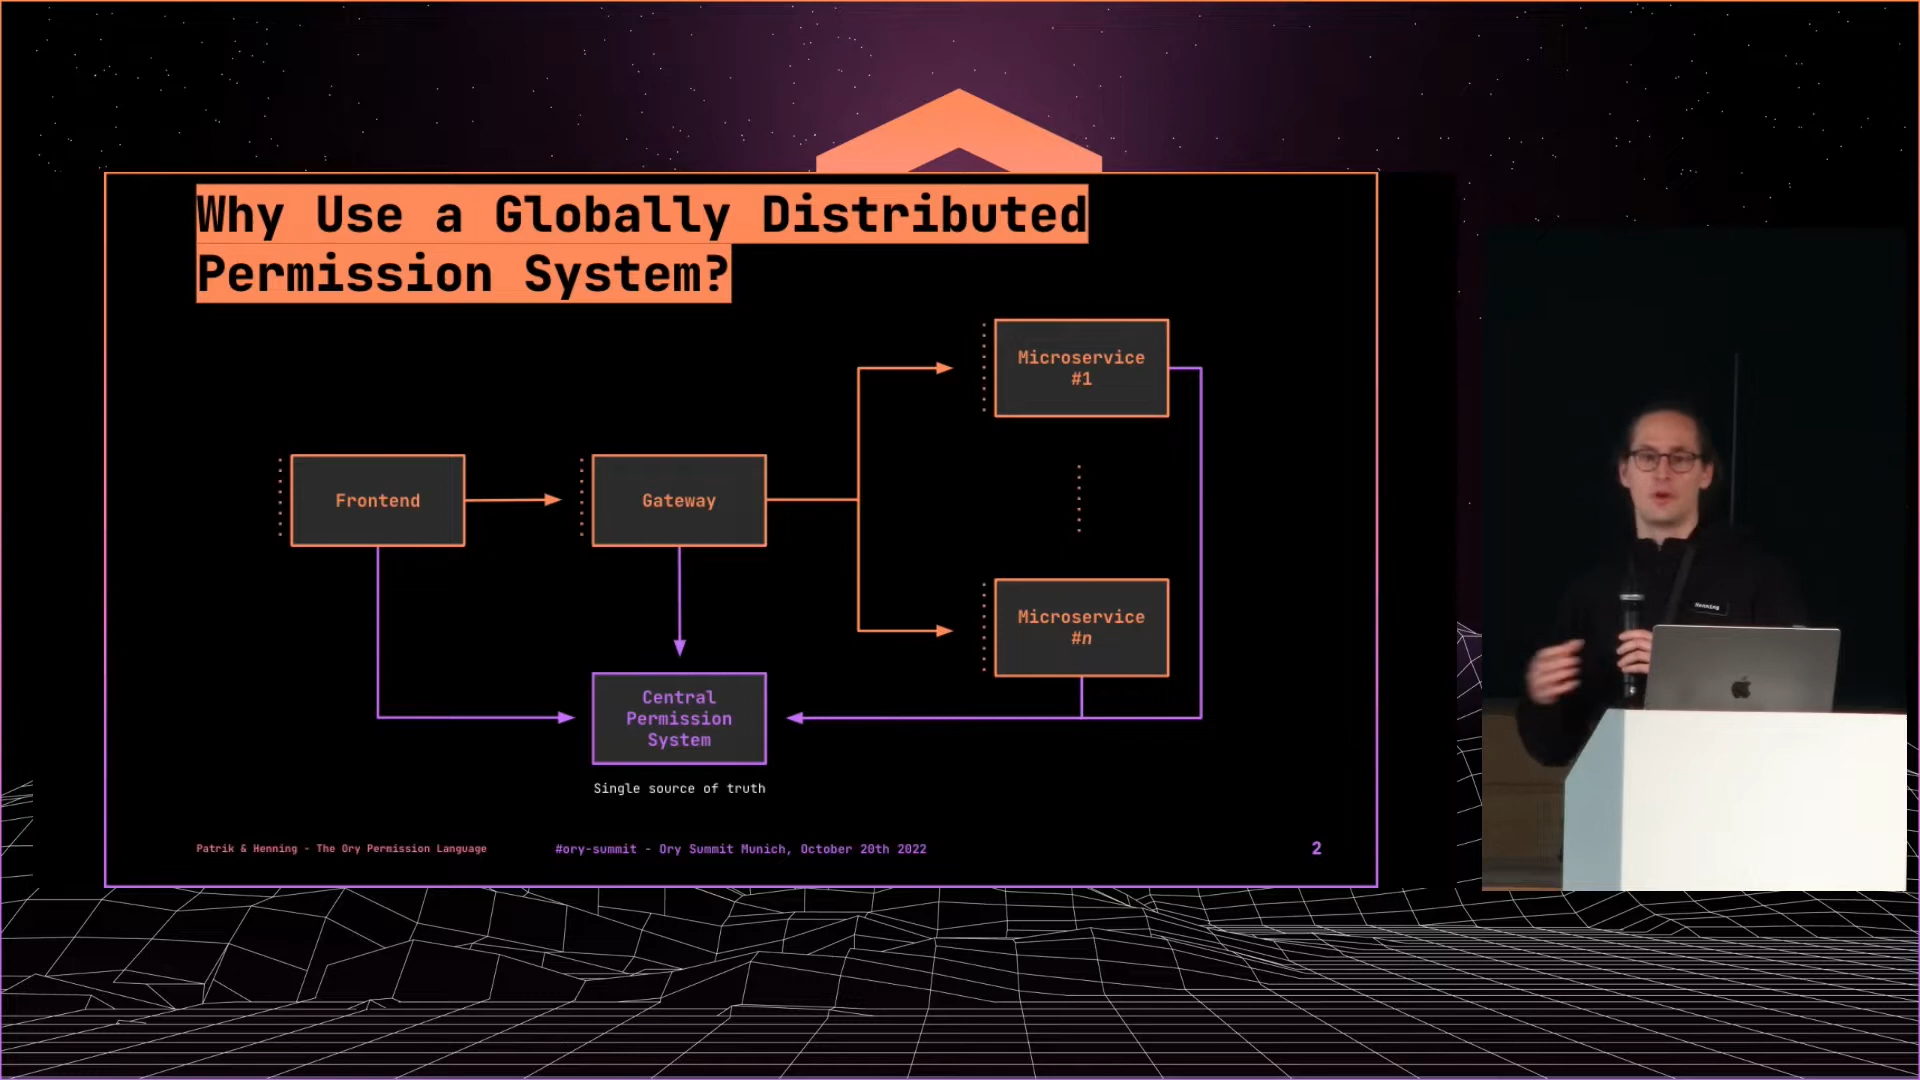 Why Use a Globally Distributed
Permission System?
Microservice
#1
Frontend
Gateway
Microservice
#n
Central
Permission
System
Single source of truth
Patrik & Henning - The Ory Permission Language
#ory-summit - Ory Summit Munich, October 20th 2022
2
Henning